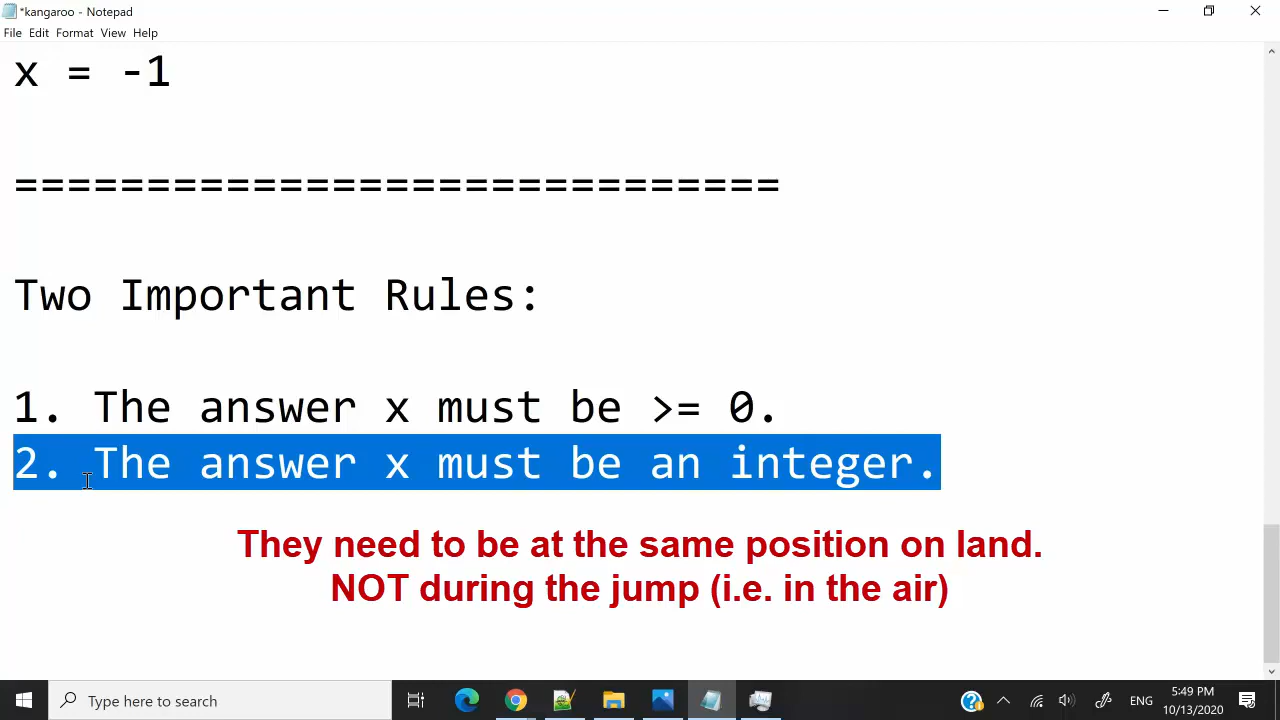 *kangaroo - Notepad
File Edit Format View Help
x = -1
=============================
Two Important Rules:
1. The answer x must be >= 0.
2. The answer x must be an integer.
They need to be at the same position on land.
NOT during the jump (i.e. in the air)
Type here to search
ENG
5:49 PM
10/13/2020